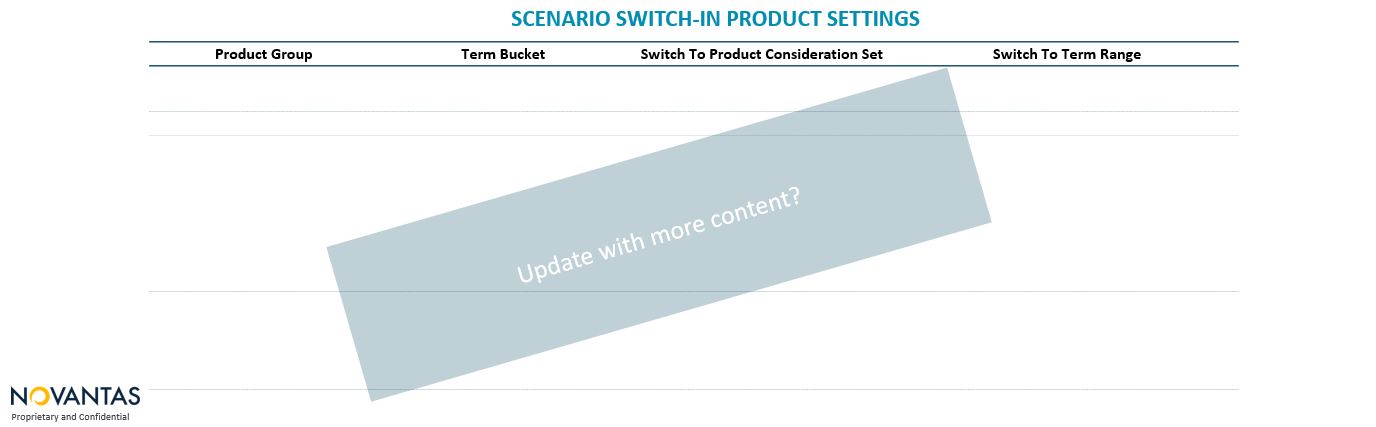 SCENARIO SWITCH-IN PRODUCT SETTINGS
Product Group Term Bucket Switch To Product Consideration Set Switch To Term Range
Update with more content?
NOVANTAS
Proprietary and Confidential